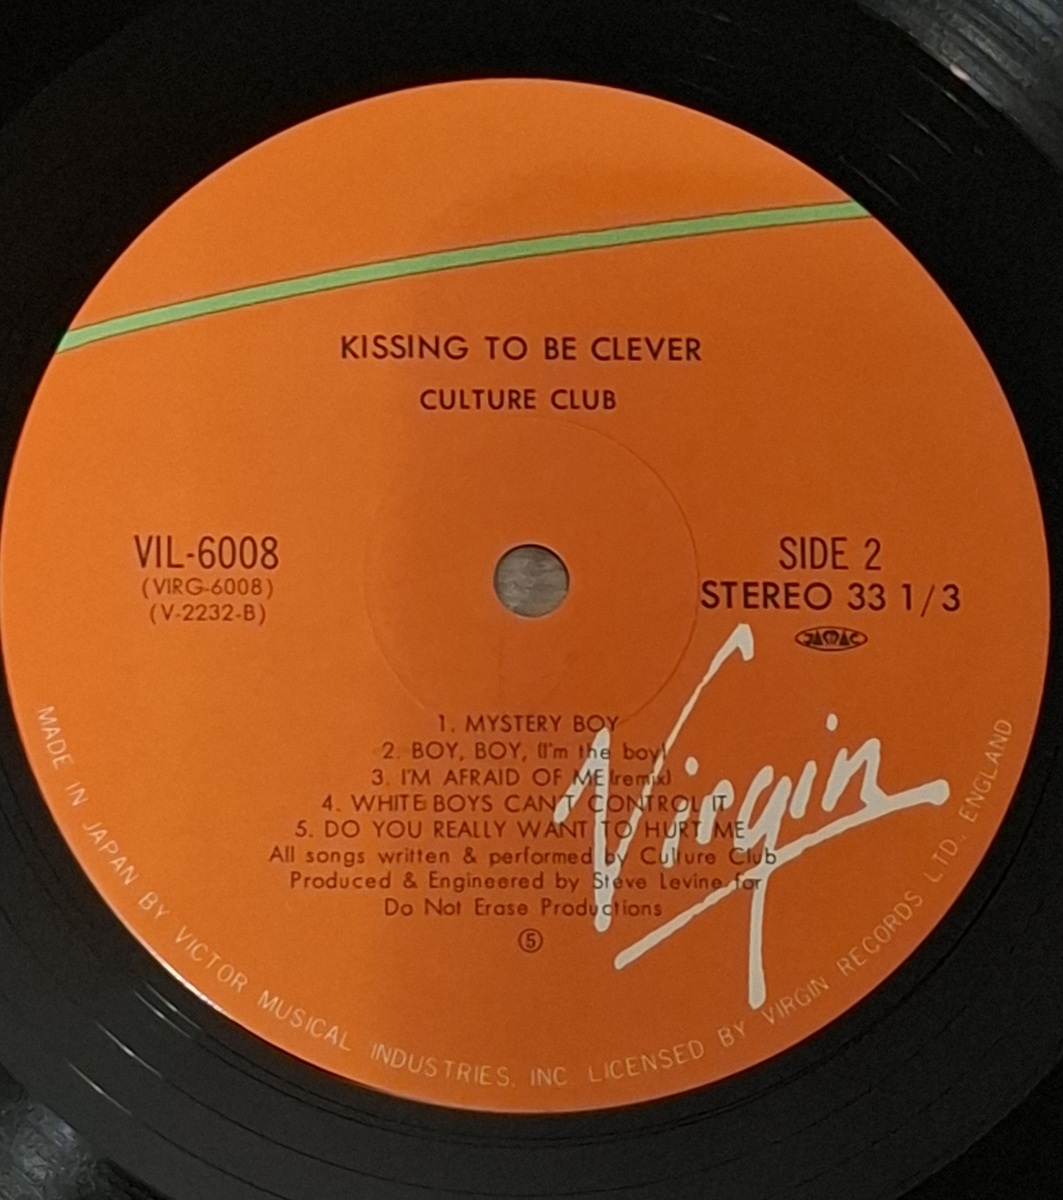 KISSING TO BE CLEVER
CULTURE CLUB
VIL-6008
(VIRG-6008)
(V-2232-B)
SIDE 2
STEREO 33 1/3
JAMAC
1. MYSTERY BOY
2. BOY, BOY, (I'm the boy)
3. I'M AFRAID OF ME (remix)
4. WHITE BOYS CAN'T CONTROL IT
5. DO YOU REALLY WANT TO HURT ME
All songs written & performed by Culture Club
Produced & Engineered by Steve Levine for
Do Not Erase Productions
⑤
Virgin
MADE IN JAPAN BY VICTOR MUSICAL INDUSTRIES, INC. LICENSED BY VIRGIN RECORDS LTD. ENGLAND